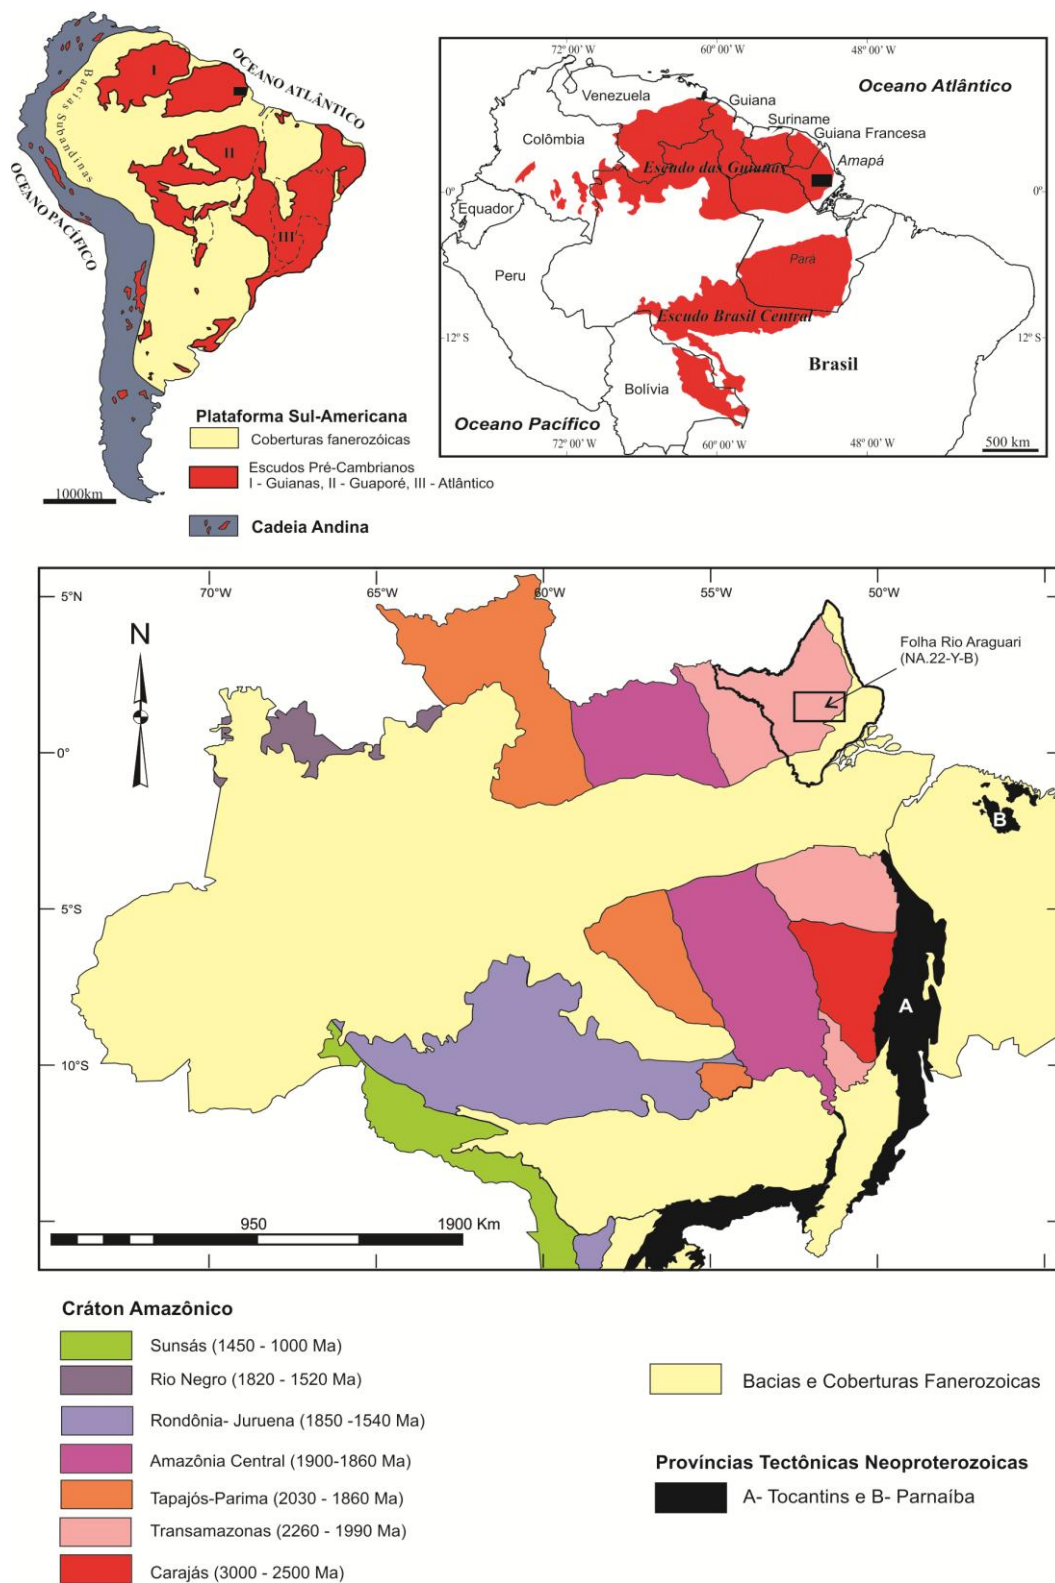 OCEANO ATLÂNTICO
Bacias Subandinas
OCEANO PACÍFICO
I
II
III
Plataforma Sul-Americana
Coberturas fanerozóicas
Escudos Pré-Cambrianos
I - Guianas, II - Guaporé, III - Atlântico
1000km
Cadeia Andina
72° 00' W
60° 00' W
48° 00' W
Oceano Atlântico
Venezuela
Guiana
Suriname
Guiana Francesa
Colômbia
Amapá
Escudo das Guianas
0°
0°
Equador
Peru
Pará
Escudo Brasil Central
12° S
12° S
Bolívia
Brasil
Oceano Pacífico
72° 00' W
60° 00' W
48° 00' W
500 km
70°W
65°W
60°W
55°W
50°W
5°N
N
Folha Rio Araguari
(NA.22-Y-B)
0°
B
5°S
A
10°S
950
1900 Km
Cráton Amazônico
Sunsás (1450 - 1000 Ma)
Rio Negro (1820 - 1520 Ma)
Rondônia- Juruena (1850 -1540 Ma)
Amazônia Central (1900-1860 Ma)
Tapajós-Parima (2030 - 1860 Ma)
Transamazonas (2260 - 1990 Ma)
Carajás (3000 - 2500 Ma)
Bacias e Coberturas Fanerozoicas
Províncias Tectônicas Neoproterozoicas
A- Tocantins e B- Parnaíba